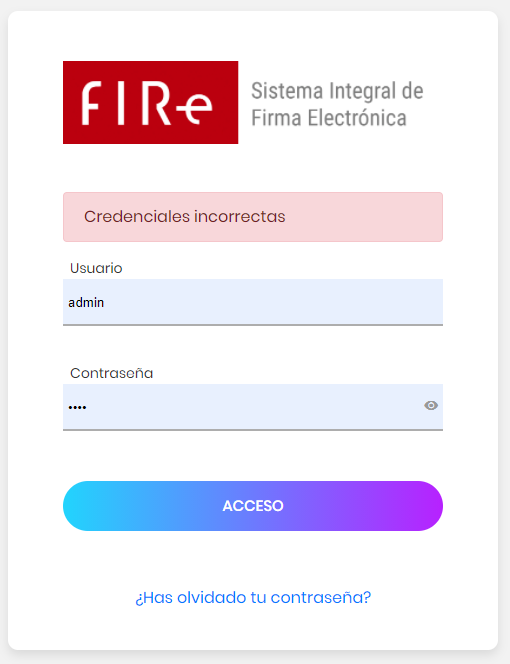 FIRe
Sistema Integral de
Firma Electrónica
Credenciales incorrectas
Usuario
admin
Contraseña
••••
ACCESO
¿Has olvidado tu contraseña?